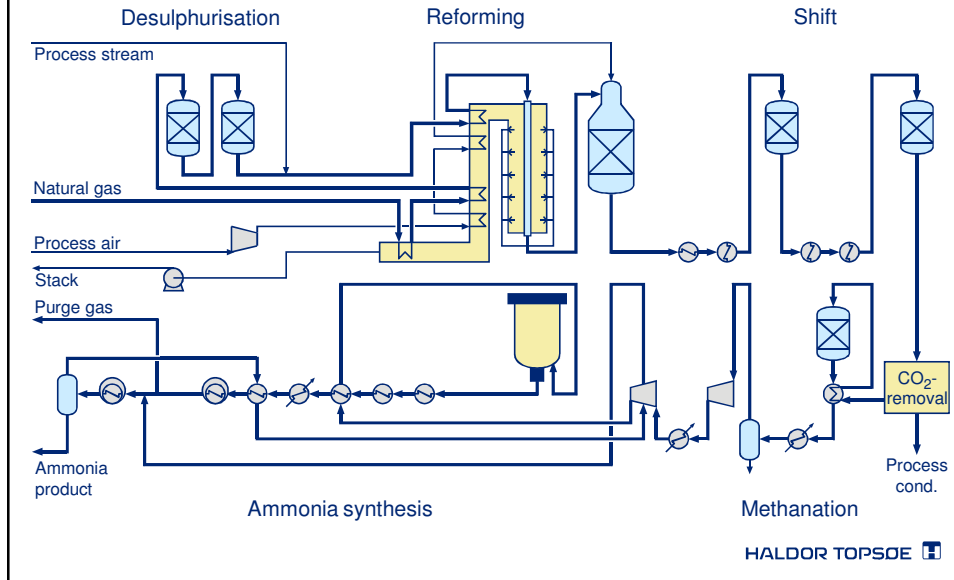 Desulphurisation
Reforming
Shift
Process stream
Natural gas
Process air
Stack
Purge gas
CO2-
removal
Ammonia
product
Process
cond.
Ammonia synthesis
Methanation
HALDOR TOPSØE